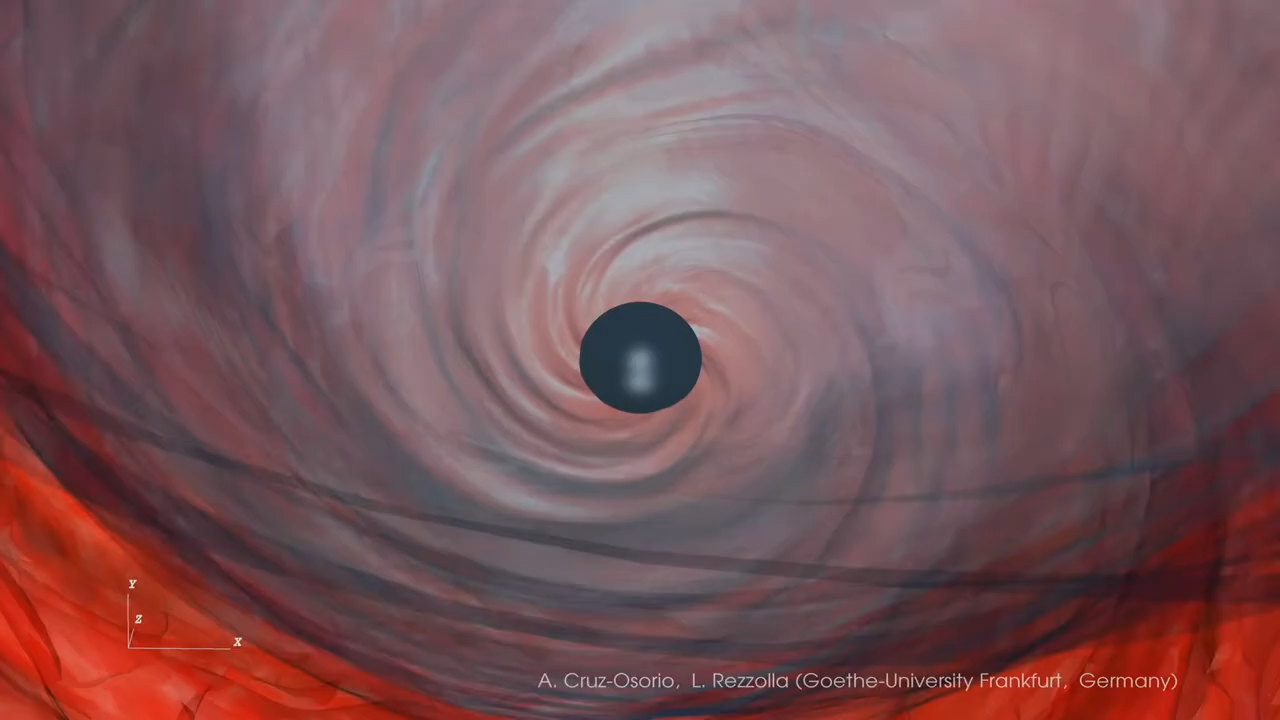 Y
Z
X
A. Cruz-Osorio, L. Rezzolla (Goethe-University Frankfurt, Germany)